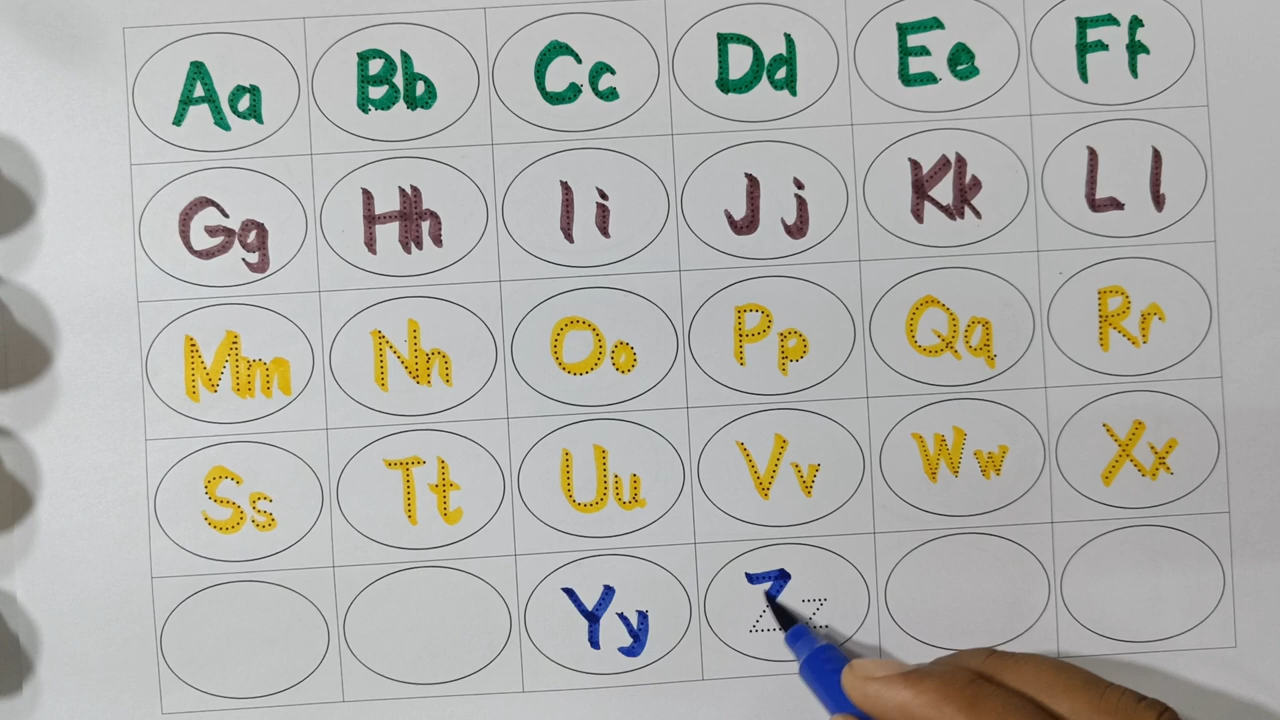 Aa Bb Cc Dd Ee Ff
Gg Hh Ii Jj Kk Ll
Mm Nn Oo Pp Qq Rr
Ss Tt Uu Vv Ww Xx
Yy Zz